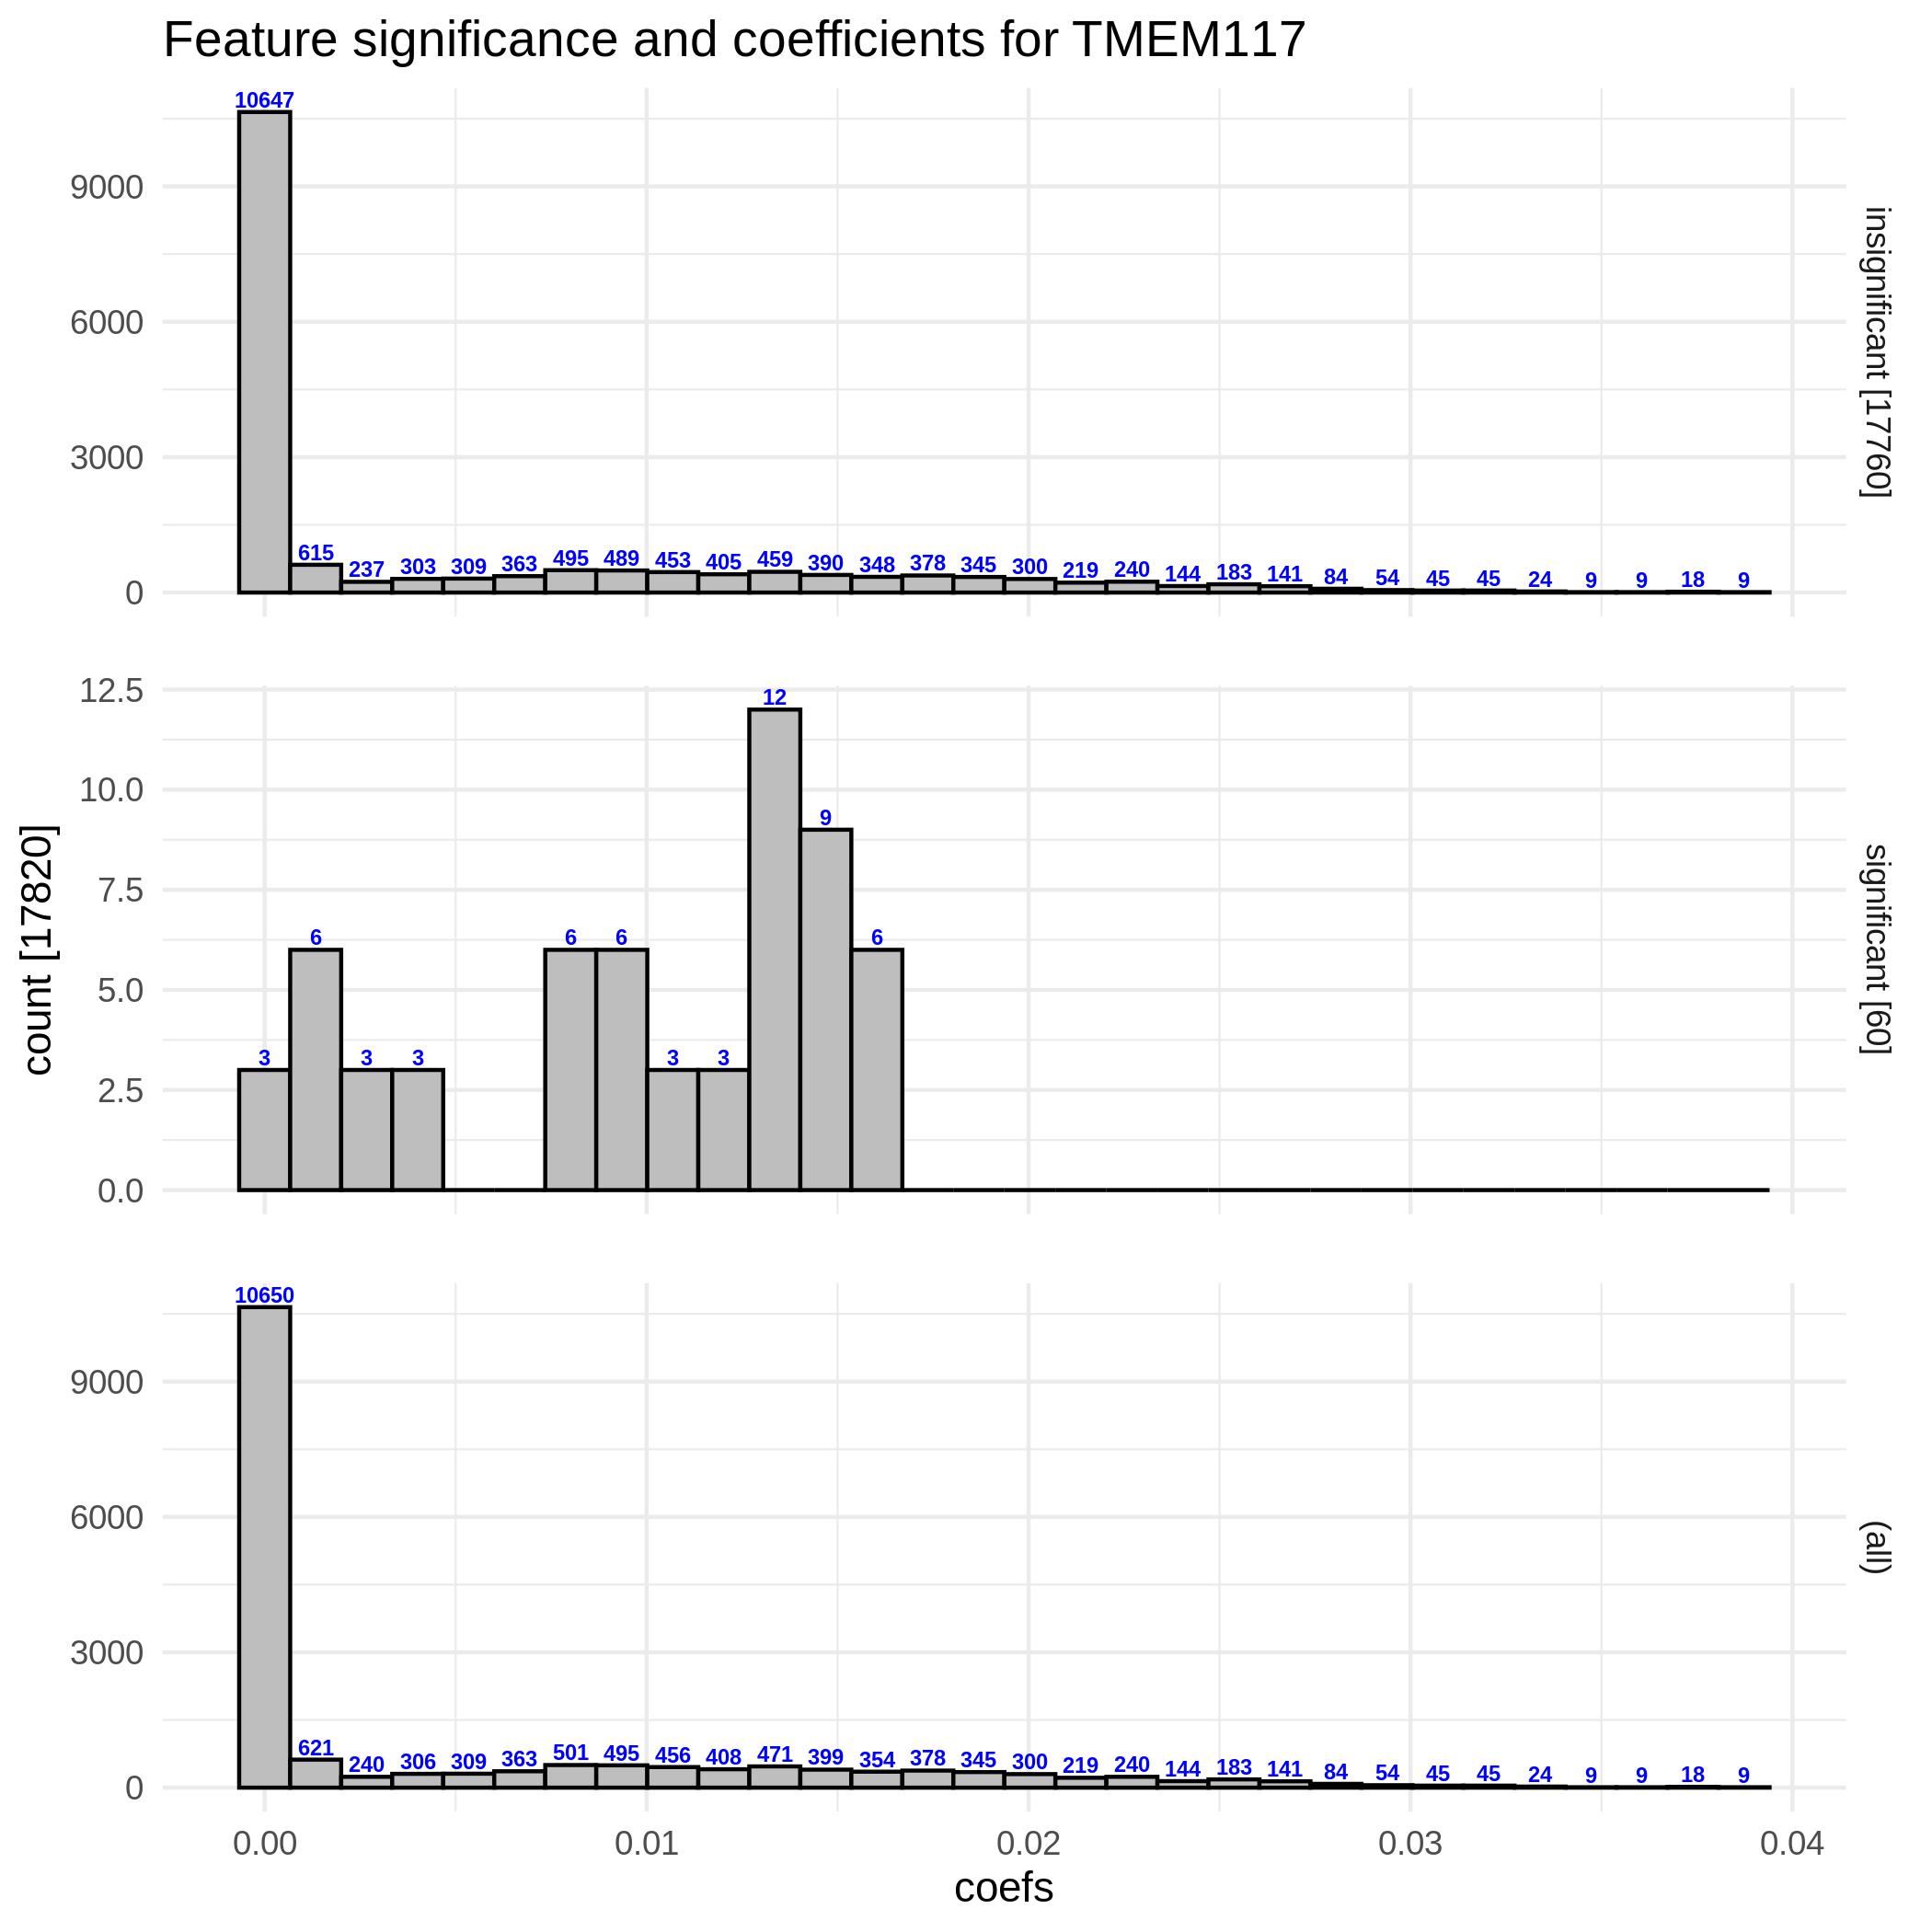 Feature significance and coefficients for TMEM117
10647
615 237 303 309 363 495 489 453 405 459 390 348 378 345 300 219 240 144 183 141 84 54 45 45 24 9 9 18 9
9000
6000
3000
0
insignificant [17760]
12.5
10.0
7.5
5.0
2.5
0.0
3 6 3 3 6 6 3 3 12 9 6
count [17820]
significant [60]
10650
621 240 306 309 363 501 495 456 408 471 399 354 378 345 300 219 240 144 183 141 84 54 45 45 24 9 9 18 9
9000
6000
3000
0
(all)
0.00 0.01 0.02 0.03 0.04
coefs